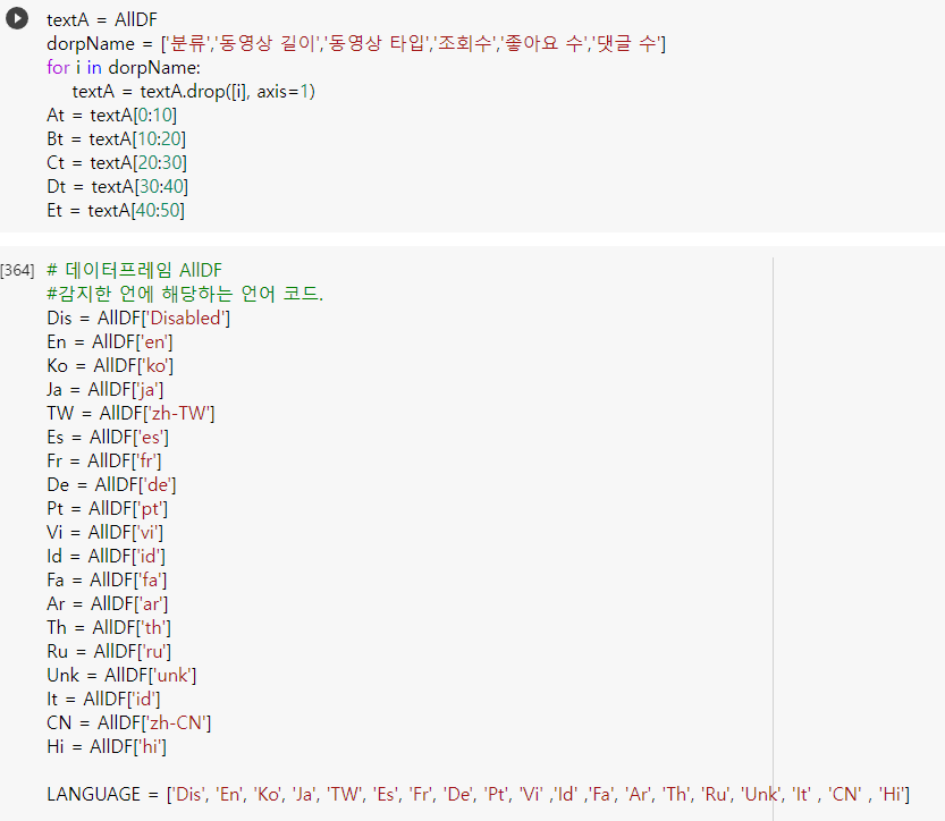 textA = AllDF
dorpName = ['분류','동영상 길이','동영상 타입','조회수','좋아요 수','댓글 수']
for i in dorpName:
    textA = textA.drop([i], axis=1)
At = textA[0:10]
Bt = textA[10:20]
Ct = textA[20:30]
Dt = textA[30:40]
Et = textA[40:50]
[364] # 데이터프레임 AllDF
#감지한 언에 해당하는 언어 코드.
Dis = AllDF['Disabled']
En = AllDF['en']
Ko = AllDF['ko']
Ja = AllDF['ja']
TW = AllDF['zh-TW']
Es = AllDF['es']
Fr = AllDF['fr']
De = AllDF['de']
Pt = AllDF['pt']
Vi = AllDF['vi']
Id = AllDF['id']
Fa = AllDF['fa']
Ar = AllDF['ar']
Th = AllDF['th']
Ru = AllDF['ru']
Unk = AllDF['unk']
It = AllDF['id']
CN = AllDF['zh-CN']
Hi = AllDF['hi']
LANGUAGE = ['Dis', 'En', 'Ko', 'Ja', 'TW', 'Es', 'Fr', 'De', 'Pt', 'Vi' ,'Id' ,'Fa', 'Ar', 'Th', 'Ru', 'Unk', 'It' , 'CN' , 'Hi']